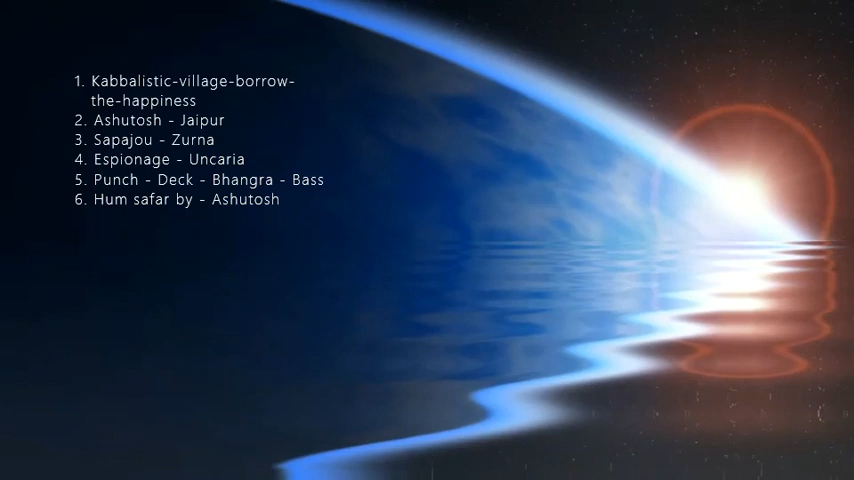 1. Kabbalistic-village-borrow-
the-happiness
2. Ashutosh - Jaipur
3. Sapajou - Zurna
4. Espionage - Uncaria
5. Punch - Deck - Bhangra - Bass
6. Hum safar by - Ashutosh